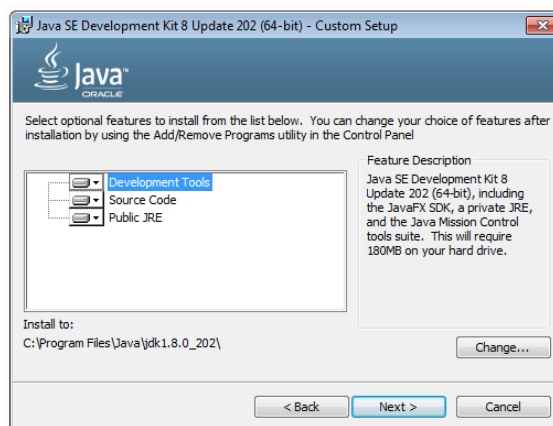 Java SE Development Kit 8 Update 202 (64-bit) - Custom Setup
Java™
ORACLE
Select optional features to install from the list below. You can change your choice of features after
installation by using the Add/Remove Programs utility in the Control Panel
Development Tools
Source Code
Public JRE
Feature Description
Java SE Development Kit 8
Update 202 (64-bit), including
the JavaFX SDK, a private JRE,
and the Java Mission Control
tools suite. This will require
180MB on your hard drive.
Install to:
C:\Program Files\Java\jdk1.8.0_202\
Change...
< Back
Next >
Cancel